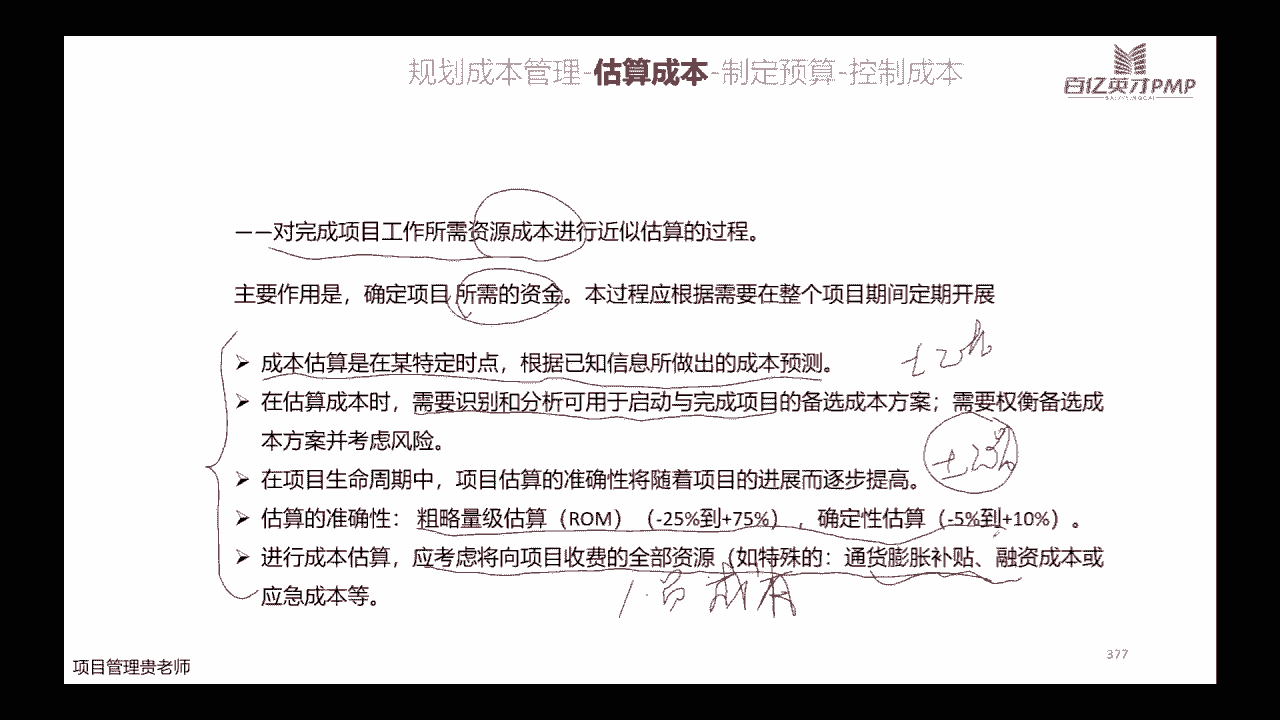 规划成本管理-估算成本-制定预算-控制成本
百亿英才PMP
BAIYIYINGCAI
——对完成项目工作所需资源成本进行近似估算的过程。
主要作用是，确定项目 所需的资金。本过程应根据需要在整个项目期间定期开展
➢ 成本估算是在某特定时点，根据已知信息所做出的成本预测。
➢ 在估算成本时，需要识别和分析可用于启动与完成项目的备选成本方案；需要权衡备选成
本方案并考虑风险。
➢ 在项目生命周期中，项目估算的准确性将随着项目的进展而逐步提高。
➢ 估算的准确性： 粗略量级估算（ROM）（-25%到+75%），确定性估算（-5%到+10%）。
➢ 进行成本估算，应考虑将向项目收费的全部资源（如特殊的：通货膨胀补贴、融资成本或
应急成本等。
377
项目管理贵老师